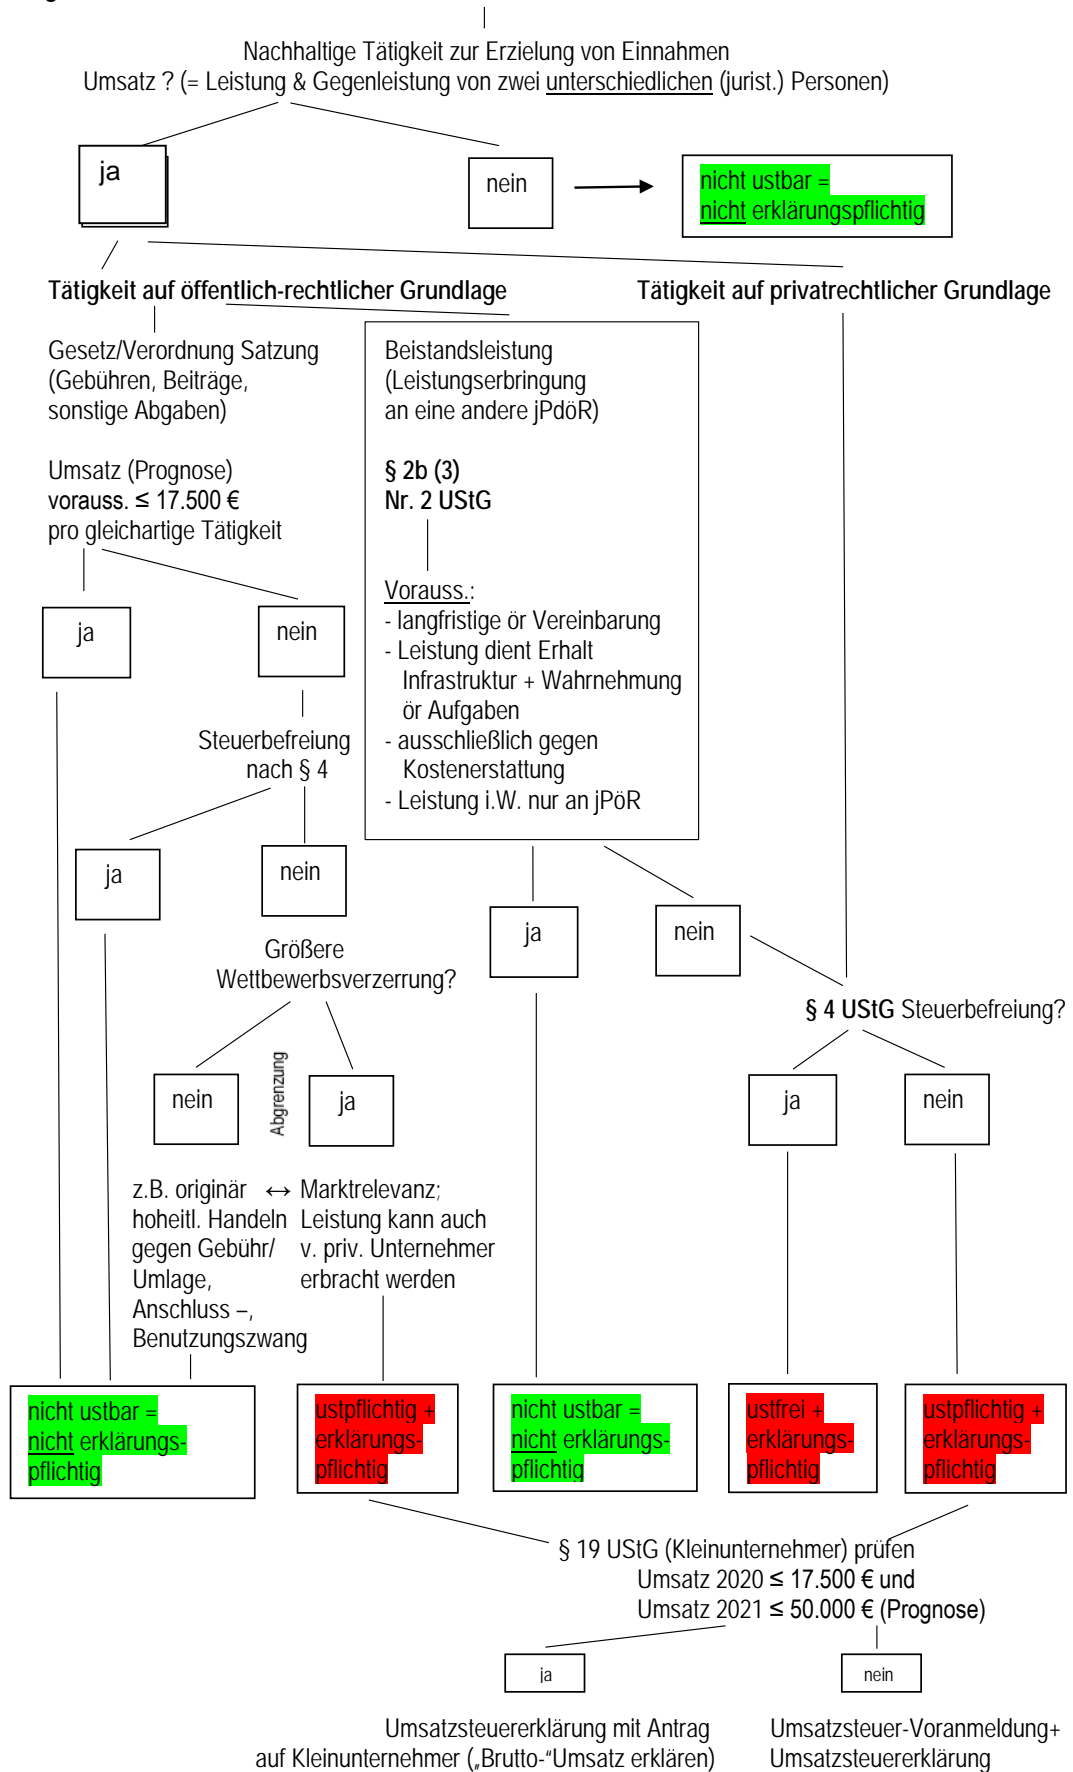 Nachhaltige Tätigkeit zur Erzielung von Einnahmen
Umsatz ? (= Leistung & Gegenleistung von zwei unterschiedlichen (jurist.) Personen)
ja
nein
nicht ustbar =
nicht erklärungspflichtig
Tätigkeit auf öffentlich-rechtlicher Grundlage
Tätigkeit auf privatrechtlicher Grundlage
Gesetz/Verordnung Satzung
(Gebühren, Beiträge,
sonstige Abgaben)
Umsatz (Prognose)
vorauss. ≤ 17.500 €
pro gleichartige Tätigkeit
ja
nein
Steuerbefreiung
nach § 4
ja
nein
Größere
Wettbewerbsverzerrung?
nein
Abgrenzung
ja
z.B. originär ↔ Marktrelevanz;
hoheitl. Handeln Leistung kann auch
gegen Gebühr/ v. priv. Unternehmer
Umlage, erbracht werden
Anschluss –,
Benutzungszwang
Beistandsleistung
(Leistungserbringung
an eine andere jPdöR)
§ 2b (3)
Nr. 2 UStG
Vorauss.:
- langfristige ör Vereinbarung
- Leistung dient Erhalt
Infrastruktur + Wahrnehmung
ör Aufgaben
- ausschließlich gegen
Kostenerstattung
- Leistung i.W. nur an jPöR
ja
nein
§ 4 UStG Steuerbefreiung?
ja
nein
nicht ustbar =
nicht erklärungs-
pflichtig
ustpflichtig +
erklärungs-
pflichtig
nicht ustbar =
nicht erklärungs-
pflichtig
ustfrei +
erklärungs-
pflichtig
ustpflichtig +
erklärungs-
pflichtig
§ 19 UStG (Kleinunternehmer) prüfen
Umsatz 2020 ≤ 17.500 € und
Umsatz 2021 ≤ 50.000 € (Prognose)
ja
nein
Umsatzsteuererklärung mit Antrag
auf Kleinunternehmer („Brutto-“Umsatz erklären)
Umsatzsteuer-Voranmeldung+
Umsatzsteuererklärung